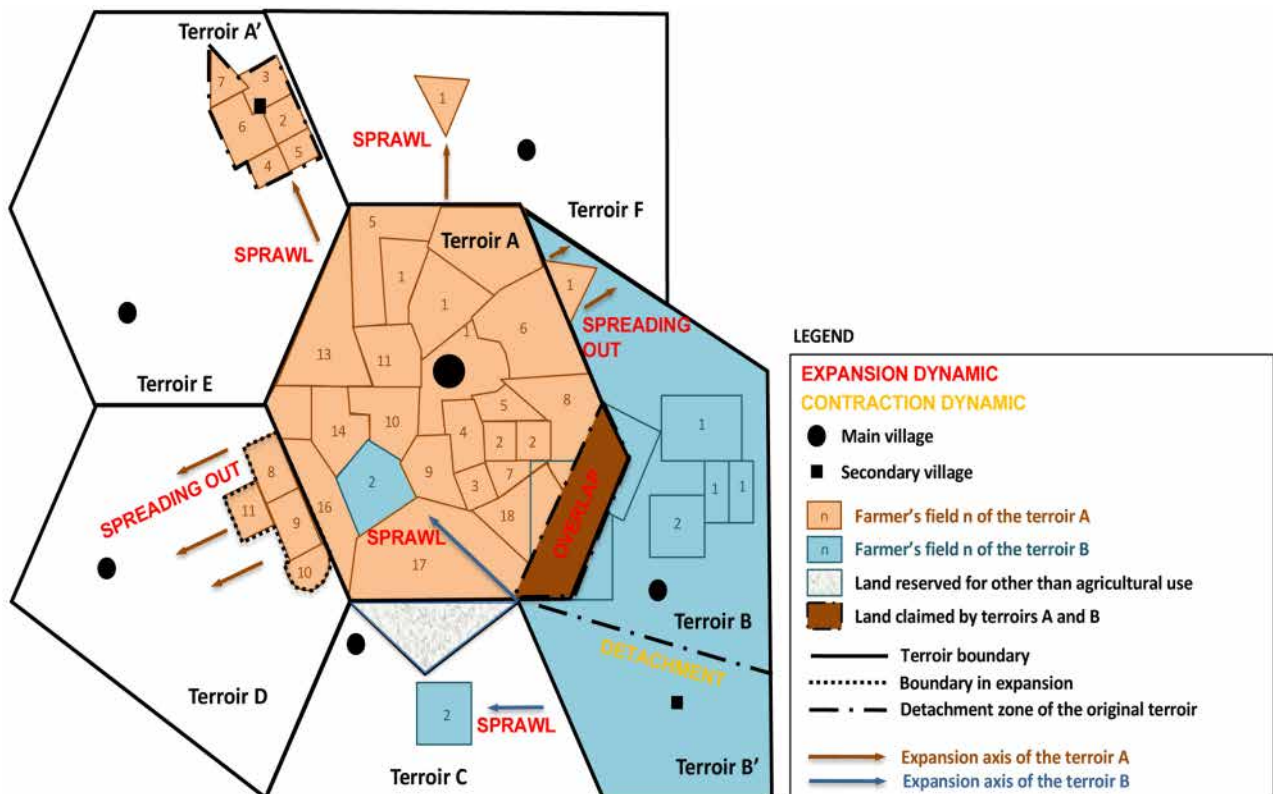 Terroir A'
7
3
6
2
4
5
1
SPRAWL
SPRAWL
Terroir F
5
Terroir A
1
1
1
1
6
SPREADING
OUT
13
11
Terroir E
14
10
5
8
4
2
2
1
1
1
2
8
11
9
10
SPREADING OUT
16
2
9
3
7
18
SPRAWL
17
OVERLAP
Terroir B
DETACHMENT
Terroir D
2
SPRAWL
Terroir C
Terroir B'
LEGEND
EXPANSION DYNAMIC
CONTRACTION DYNAMIC
Main village
Secondary village
n Farmer's field n of the terroir A
n Farmer's field n of the terroir B
Land reserved for other than agricultural use
Land claimed by terroirs A and B
Terroir boundary
Boundary in expansion
Detachment zone of the original terroir
Expansion axis of the terroir A
Expansion axis of the terroir B